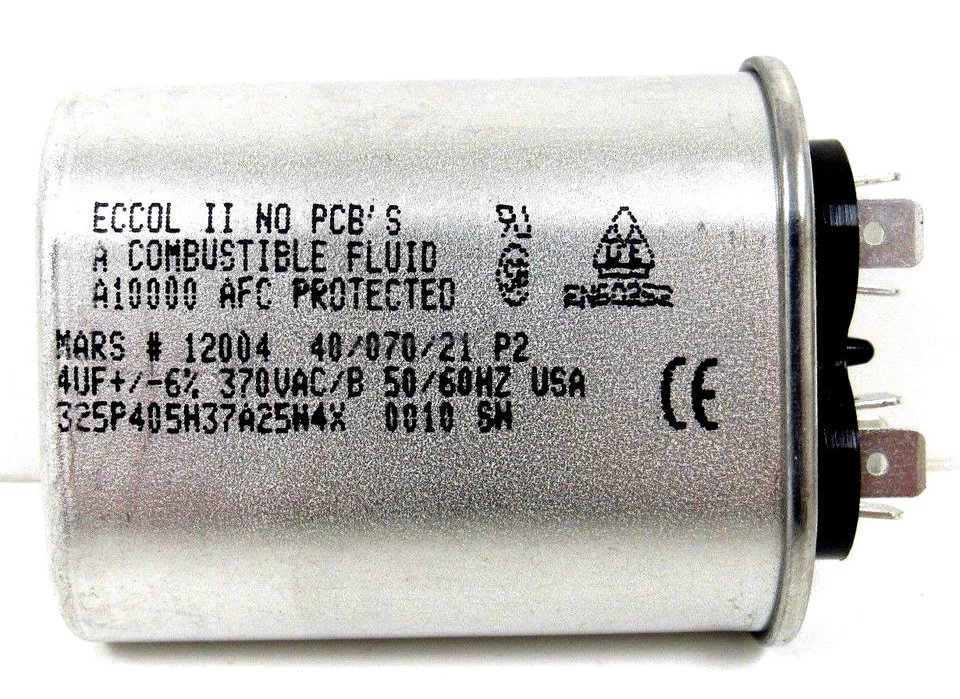 ECCOL II NO PCB'S
A COMBUSTIBLE FLUID
A10000 AFC PROTECTED
EN60252
MARS # 12004 40/070/21 P2
4UF+/-6% 370VAC/B 50/60HZ USA
325P405H37A25N4X 0010 SN
CE